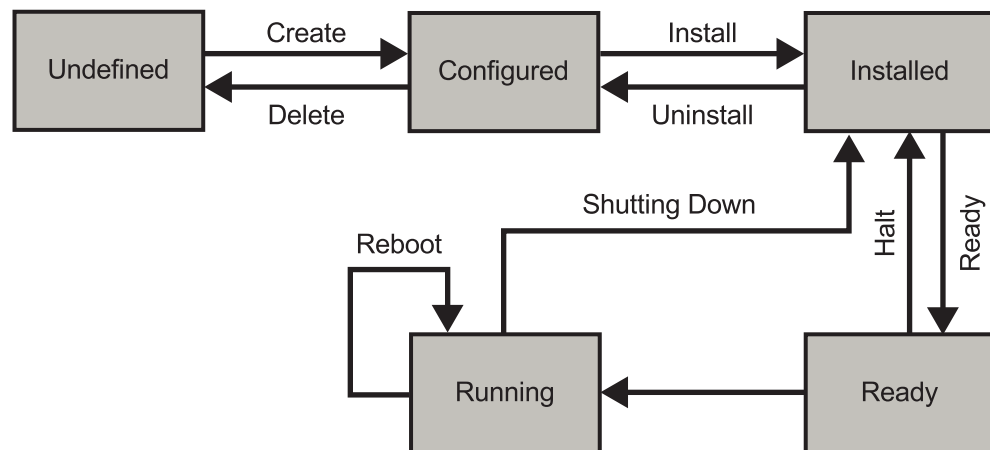 Undefined
Create
Delete
Configured
Install
Uninstall
Installed
Shutting Down
Halt
Ready
Reboot
Running
Ready